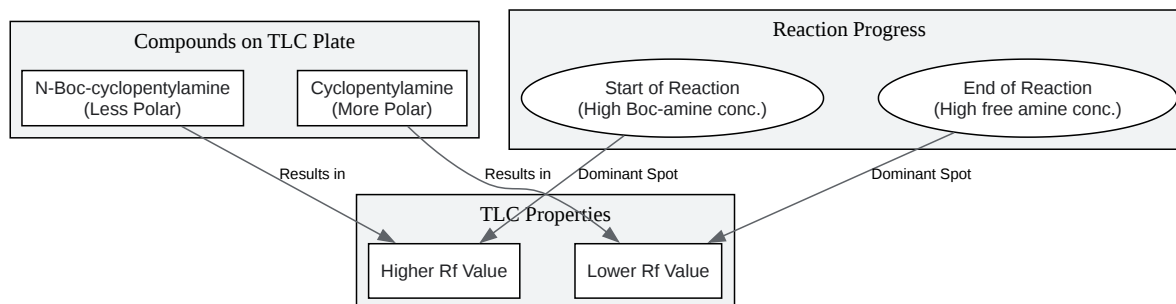 Compounds on TLC Plate
N-Boc-cyclopentylamine
(Less Polar)
Cyclopentylamine
(More Polar)
Reaction Progress
Start of Reaction
(High Boc-amine conc.)
End of Reaction
(High free amine conc.)
Results in
Results in
Dominant Spot
Dominant Spot
TLC Properties
Higher Rf Value
Lower Rf Value